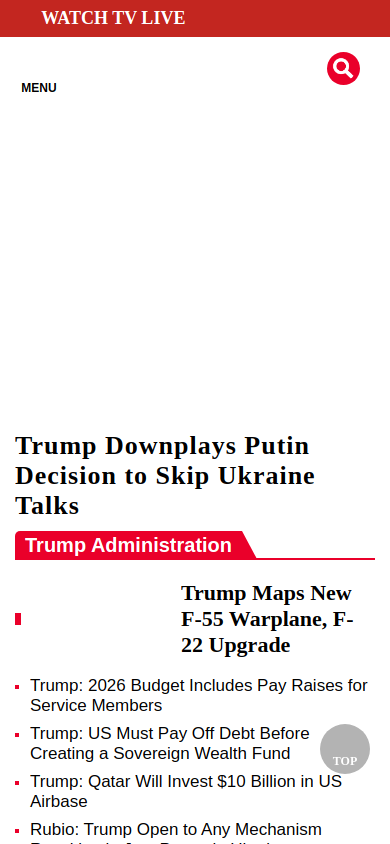 WATCH TV LIVE
MENU
Trump Downplays Putin
Decision to Skip Ukraine
Talks
Trump Administration
Trump Maps New
F-55 Warplane, F-
22 Upgrade
Trump: 2026 Budget Includes Pay Raises for
Service Members
Trump: US Must Pay Off Debt Before
Creating a Sovereign Wealth Fund
TOP
Trump: Qatar Will Invest $10 Billion in US
Airbase
Rubio: Trump Open to Any Mechanism